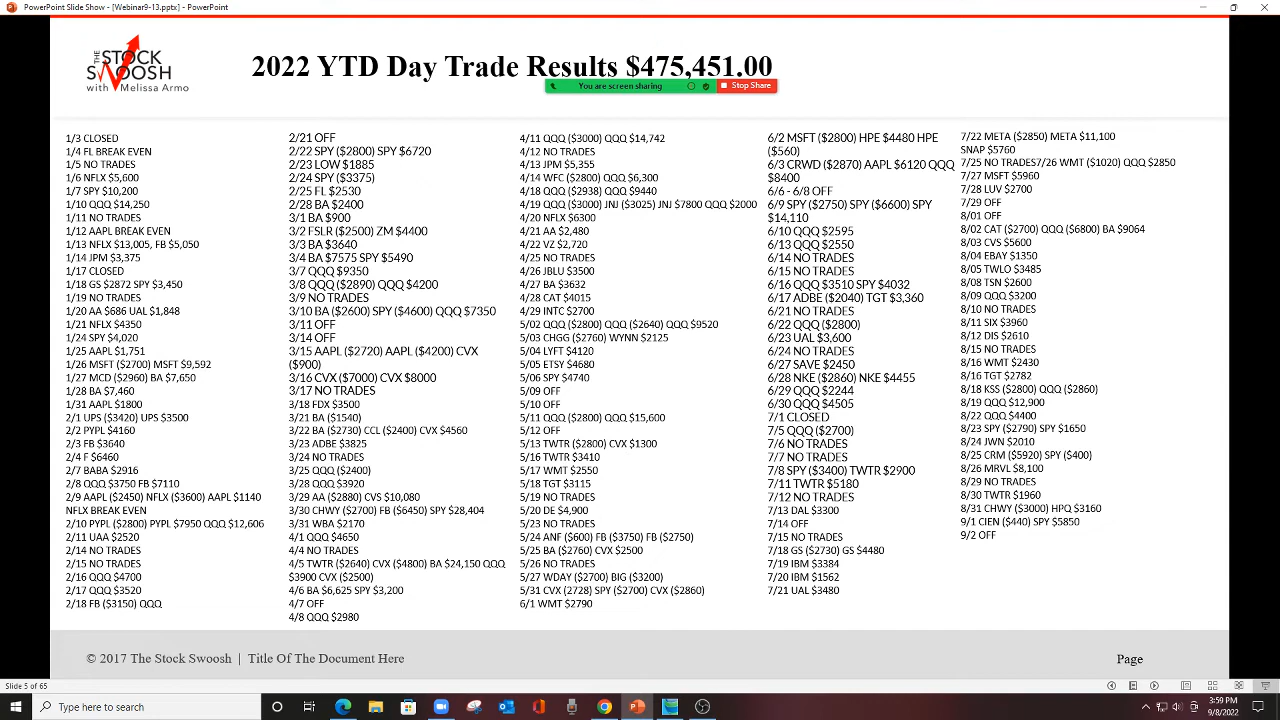 PowerPoint Slide Show - [Webinar9-13.pptx] - PowerPoint
THE
STOCK
SWOOSH
with Melissa Armo
2022 YTD Day Trade Results $475,451.00
You are screen sharing
Stop Share
1/3 CLOSED
1/4 FL BREAK EVEN
1/5 NO TRADES
1/6 NFLX $5,600
1/7 SPY $10,200
1/10 QQQ $14,250
1/11 NO TRADES
1/12 AAPL BREAK EVEN
1/13 NFLX $13,005, FB $5,050
1/14 JPM $3,375
1/17 CLOSED
1/18 GS $2872 SPY $3,450
1/19 NO TRADES
1/20 AA $686 UAL $1,848
1/21 NFLX $4350
1/24 SPY $4,020
1/25 AAPL $1,751
1/26 MSFT ($2700) MSFT $9,592
1/27 MCD ($2960) BA $7,650
1/28 BA $7,460
1/31 AAPL $1800
2/1 UPS ($3420) UPS $3500
2/2 PYPL $4160
2/3 FB $3640
2/4 F $6460
2/7 BABA $2916
2/8 QQQ $3750 FB $7110
2/9 AAPL ($2450) NFLX ($3600) AAPL $1140
NFLX BREAK EVEN
2/10 PYPL ($2800) PYPL $7950 QQQ $12,606
2/11 UAA $2520
2/14 NO TRADES
2/15 NO TRADES
2/16 QQQ $4700
2/17 QQQ $3520
2/18 FB ($3150) QQQ
2/21 OFF
2/22 SPY ($2800) SPY $6720
2/23 LOW $1885
2/24 SPY ($3375)
2/25 FL $2530
2/28 BA $2400
3/1 BA $900
3/2 FSLR ($2500) ZM $4400
3/3 BA $3640
3/4 BA $7575 SPY $5490
3/7 QQQ $9350
3/8 QQQ ($2890) QQQ $4200
3/9 NO TRADES
3/10 BA ($2600) SPY ($4600) QQQ $7350
3/11 OFF
3/14 OFF
3/15 AAPL ($2720) AAPL ($4200) CVX
($900)
3/16 CVX ($7000) CVX $8000
3/17 NO TRADES
3/18 FDX $3500
3/21 BA ($1540)
3/22 BA ($2730) CCL ($2400) CVX $4560
3/23 ADBE $3825
3/24 NO TRADES
3/25 QQQ ($2400)
3/28 QQQ $3920
3/29 AA ($2880) CVS $10,080
3/30 CHWY ($2700) FB ($6450) SPY $28,404
3/31 WBA $2170
4/1 QQQ $4650
4/4 NO TRADES
4/5 TWTR ($2640) CVX ($4800) BA $24,150 QQQ
$3900 CVX ($2500)
4/6 BA $6,625 SPY $3,200
4/7 OFF
4/8 QQQ $2980
4/11 QQQ ($3000) QQQ $14,742
4/12 NO TRADES
4/13 JPM $5,355
4/14 WFC ($2800) QQQ $6,300
4/18 QQQ ($2938) QQQ $9440
4/19 QQQ ($3000) JNJ ($3025) JNJ $7800 QQQ $2000
4/20 NFLX $6300
4/21 AA $2,480
4/22 VZ $2,720
4/25 NO TRADES
4/26 JBLU $3500
4/27 BA $3632
4/28 CAT $4015
4/29 INTC $2700
5/02 QQQ ($2800) QQQ ($2640) QQQ $9520
5/03 CHGG ($2760) WYNN $2125
5/04 LYFT $4120
5/05 ETSY $4680
5/06 SPY $4740
5/09 OFF
5/10 OFF
5/11 QQQ ($2800) QQQ $15,600
5/12 OFF
5/13 TWTR ($2800) CVX $1300
5/16 TWTR $3410
5/17 WMT $2550
5/18 TGT $3115
5/19 NO TRADES
5/20 DE $4,900
5/23 NO TRADES
5/24 ANF ($600) FB ($3750) FB ($2750)
5/25 BA ($2760) CVX $2500
5/26 NO TRADES
5/27 WDAY ($2700) BIG ($3200)
5/31 CVX (2728) SPY ($2700) CVX ($2860)
6/1 WMT $2790
6/2 MSFT ($2800) HPE $4480 HPE
($560)
6/3 CRWD ($2870) AAPL $6120 QQQ
$8400
6/6 - 6/8 OFF
6/9 SPY ($2750) SPY ($6600) SPY
$14,110
6/10 QQQ $2595
6/13 QQQ $2550
6/14 NO TRADES
6/15 NO TRADES
6/16 QQQ $3510 SPY $4032
6/17 ADBE ($2040) TGT $3,360
6/21 NO TRADES
6/22 QQQ ($2800)
6/23 UAL $3,600
6/24 NO TRADES
6/27 SAVE $2450
6/28 NKE ($2860) NKE $4455
6/29 QQQ $2244
6/30 QQQ $4505
7/1 CLOSED
7/5 QQQ ($2700)
7/6 NO TRADES
7/7 NO TRADES
7/8 SPY ($3400) TWTR $2900
7/11 TWTR $5180
7/12 NO TRADES
7/13 DAL $3300
7/14 OFF
7/15 NO TRADES
7/18 GS ($2730) GS $4480
7/19 IBM $3384
7/20 IBM $1562
7/21 UAL $3480
7/22 META ($2850) META $11,100
SNAP $5760
7/25 NO TRADES7/26 WMT ($1020) QQQ $2850
7/27 MSFT $5960
7/28 LUV $2700
7/29 OFF
8/01 OFF
8/02 CAT ($2700) QQQ ($6800) BA $9064
8/03 CVS $5600
8/04 EBAY $1350
8/05 TWLO $3485
8/08 TSN $2600
8/09 QQQ $3200
8/10 NO TRADES
8/11 SIX $3960
8/12 DIS $2610
8/15 NO TRADES
8/16 WMT $2430
8/16 TGT $2782
8/18 KSS ($2800) QQQ ($2860)
8/19 QQQ $12,900
8/22 QQQ $4400
8/23 SPY ($2790) SPY $1650
8/24 JWN $2010
8/25 CRM ($5920) SPY ($400)
8/26 MRVL $8,100
8/29 NO TRADES
8/30 TWTR $1960
8/31 CHWY ($3000) HPQ $3160
9/1 CIEN ($440) SPY $5850
9/2 OFF
© 2017 The Stock Swoosh | Title Of The Document Here
Page
Slide 5 of 65
Type here to search
3:59 PM
9/8/2022